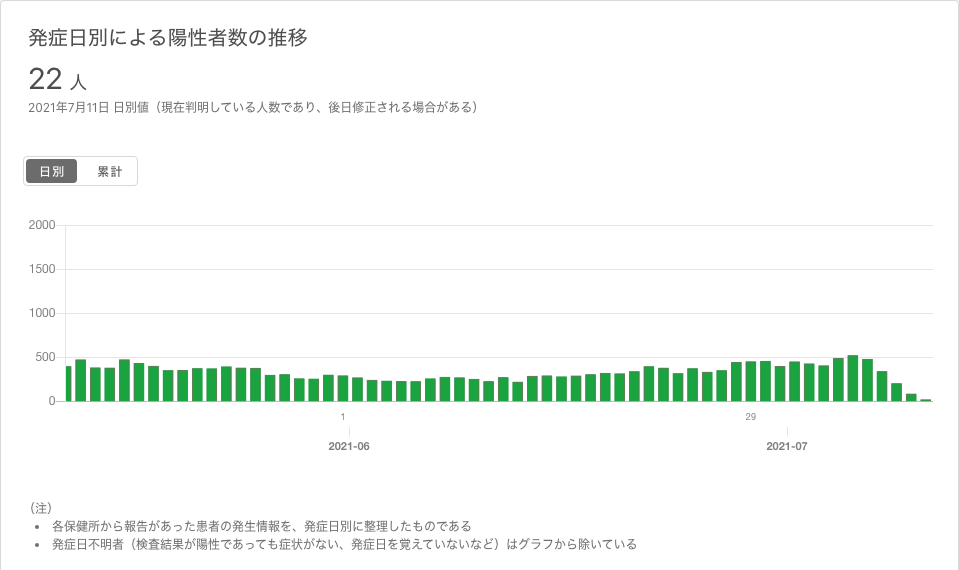 発症日別による陽性者数の推移
22 人
2021年7月11日 日別値（現在判明している人数であり、後日修正される場合がある）
日別 累計
2000
1500
1000
500
0
1 29
2021-06 2021-07
（注）
• 各保健所から報告があった患者の発生情報を、発症日別に整理したものである
• 発症日不明者（検査結果が陽性であっても症状がない、発症日を覚えていないなど）はグラフから除いている